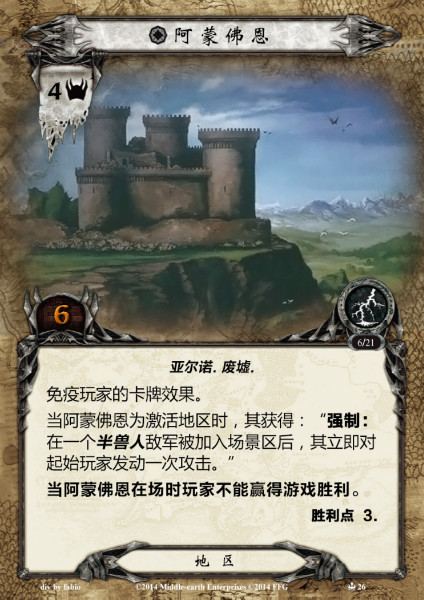 阿蒙佛恩
4
6
6/21
亚尔诺. 废墟.
免疫玩家的卡牌效果。
当阿蒙佛恩为激活地区时，其获得：“强制：
在一个半兽人敌军被加入场景区后，其立即对
起始玩家发动一次攻击。”
当阿蒙佛恩在场时玩家不能赢得游戏胜利。
胜利点 3.
地区
diy by fabio ©2014 Middle-earth Enterprises ©2014 FFG 26